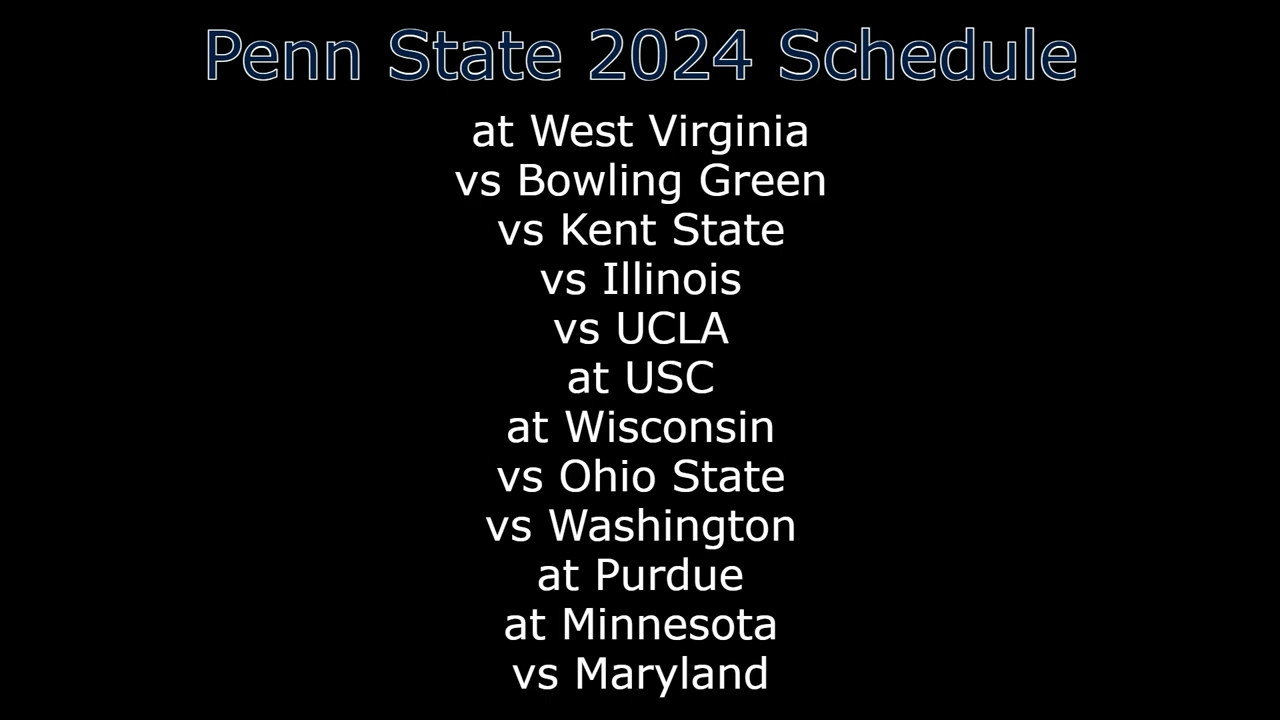 Penn State 2024 Schedule
at West Virginia
vs Bowling Green
vs Kent State
vs Illinois
vs UCLA
at USC
at Wisconsin
vs Ohio State
vs Washington
at Purdue
at Minnesota
vs Maryland